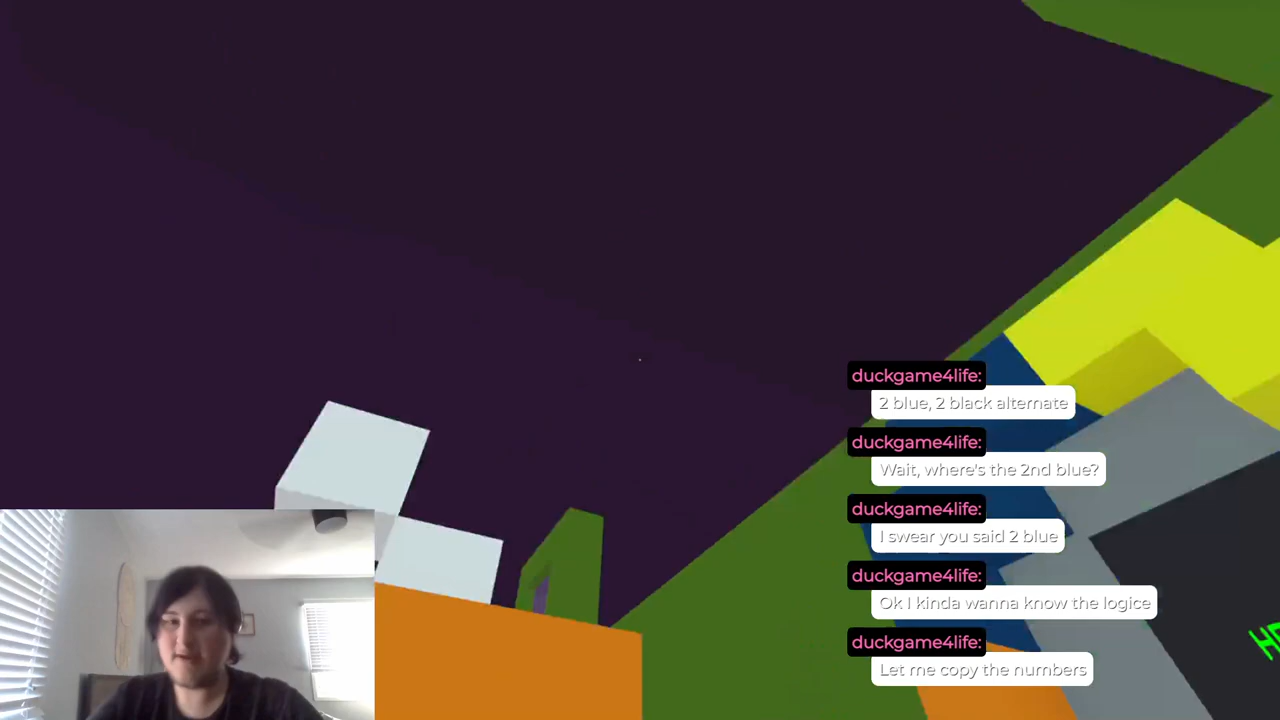 duckgame4life:
2 blue, 2 black alternate
duckgame4life:
Wait, where's the 2nd blue?
duckgame4life:
I swear you said 2 blue
duckgame4life:
Ok I kinda wanna know the logice
duckgame4life:
Let me copy the numbers